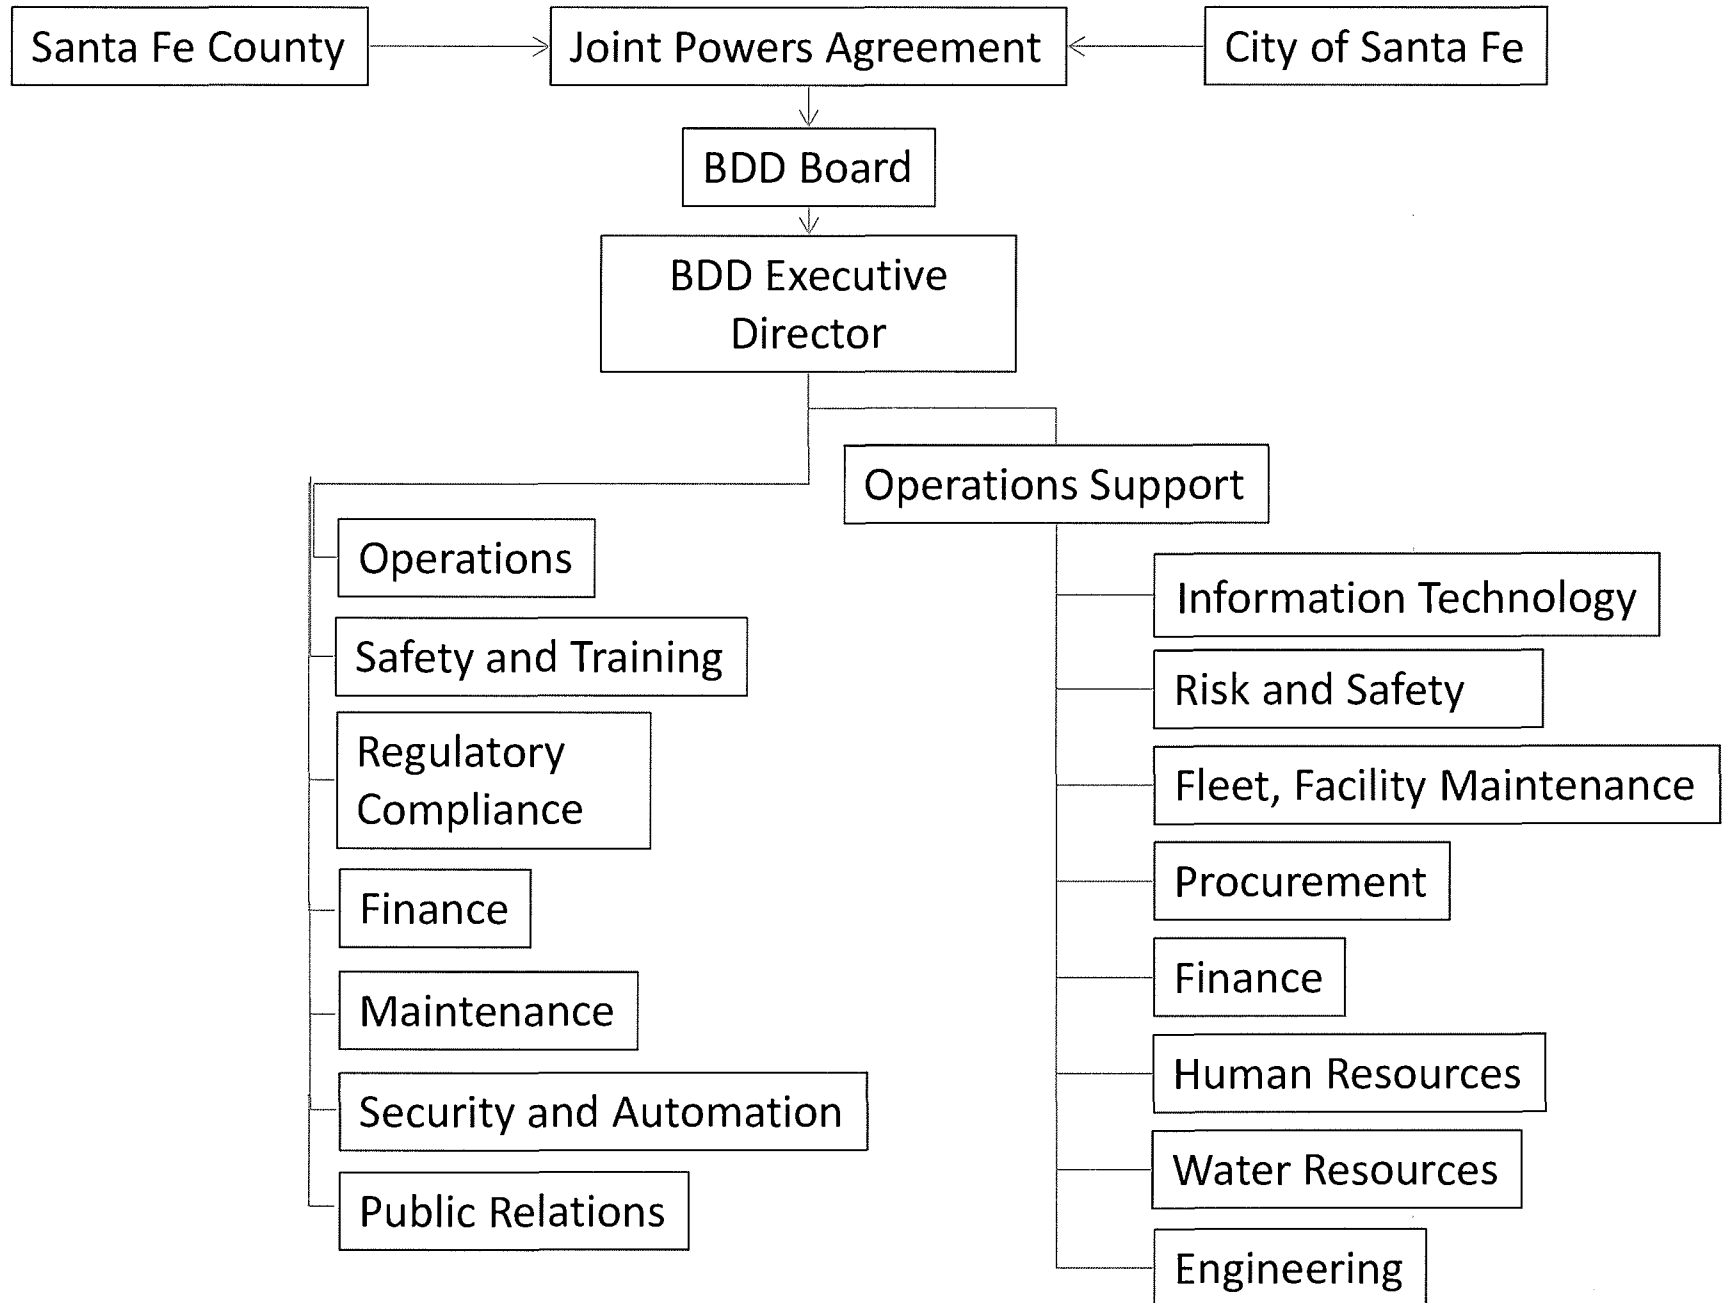 Santa Fe County
Joint Powers Agreement
City of Santa Fe
BDD Board
BDD Executive
Director
Operations Support
Operations
Safety and Training
Regulatory
Compliance
Finance
Maintenance
Security and Automation
Public Relations
Information Technology
Risk and Safety
Fleet, Facility Maintenance
Procurement
Finance
Human Resources
Water Resources
Engineering